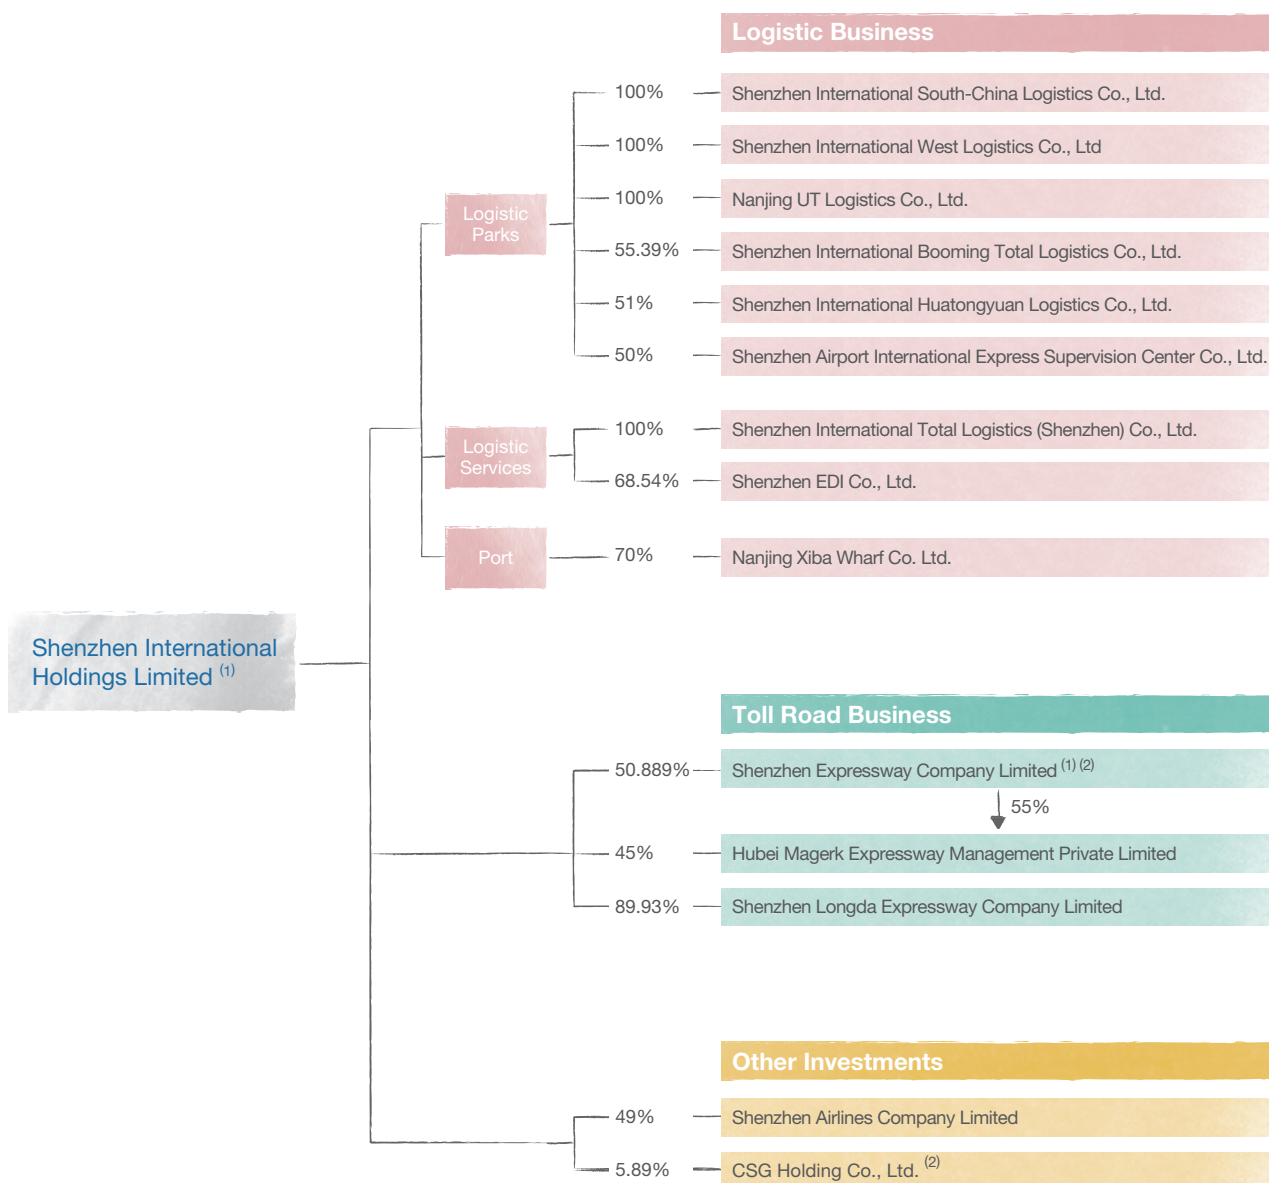 Logistic Business
100% Shenzhen International South-China Logistics Co., Ltd.
100% Shenzhen International West Logistics Co., Ltd
Logistic
Parks
100% Nanjing UT Logistics Co., Ltd.
55.39% Shenzhen International Booming Total Logistics Co., Ltd.
51% Shenzhen International Huatongyuan Logistics Co., Ltd.
50% Shenzhen Airport International Express Supervision Center Co., Ltd.
Logistic
Services
100% Shenzhen International Total Logistics (Shenzhen) Co., Ltd.
68.54% Shenzhen EDI Co., Ltd.
Port
70% Nanjing Xiba Wharf Co. Ltd.
Shenzhen International
Holdings Limited (1)
Toll Road Business
50.889% Shenzhen Expressway Company Limited (1) (2)
55%
45% Hubei Magerk Expressway Management Private Limited
89.93% Shenzhen Longda Expressway Company Limited
Other Investments
49% Shenzhen Airlines Company Limited
5.89% CSG Holding Co., Ltd. (2)